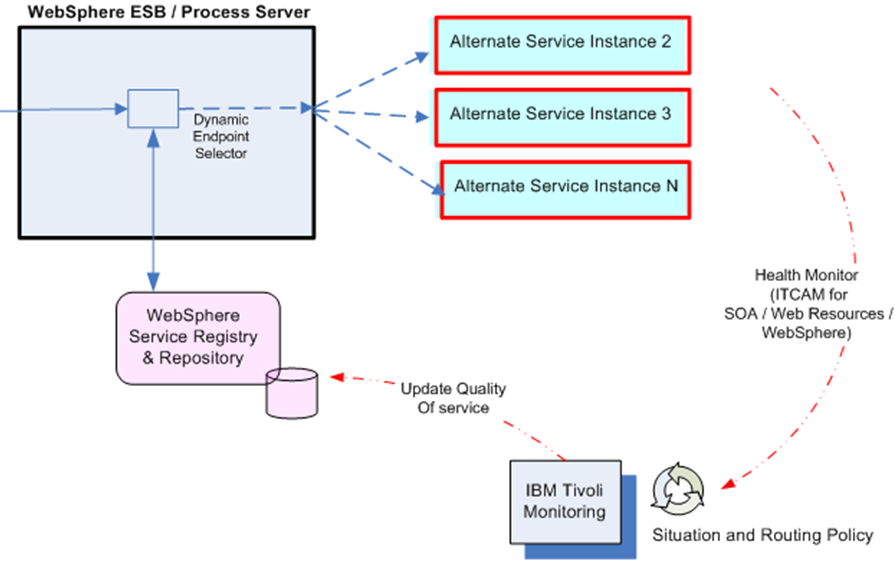 WebSphere ESB / Process Server
Alternate Service Instance 2
Alternate Service Instance 3
Alternate Service Instance N
Dynamic
Endpoint
Selector
Health Monitor
(ITCAM for
SOA / Web Resources /
WebSphere)
WebSphere
Service Registry
& Repository
Update Quality
Of service
IBM Tivoli
Monitoring
Situation and Routing Policy